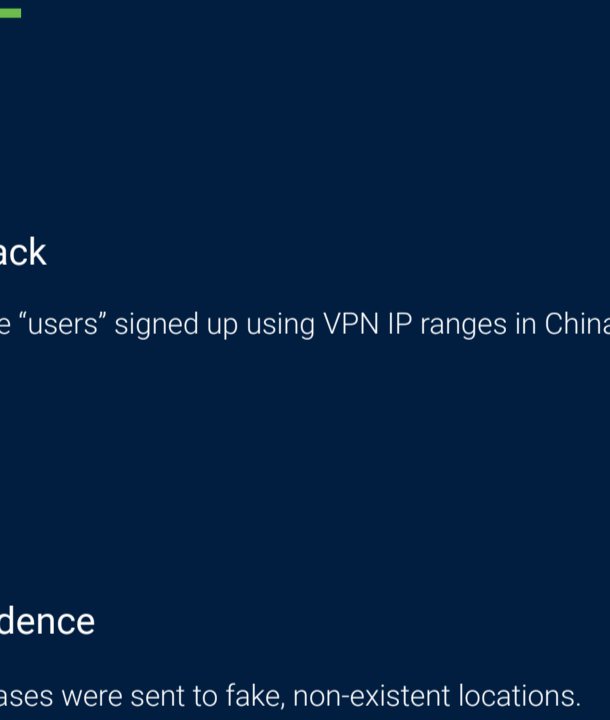 ack
e “users” signed up using VPN IP ranges in China
dence
ases were sent to fake, non-existent locations.